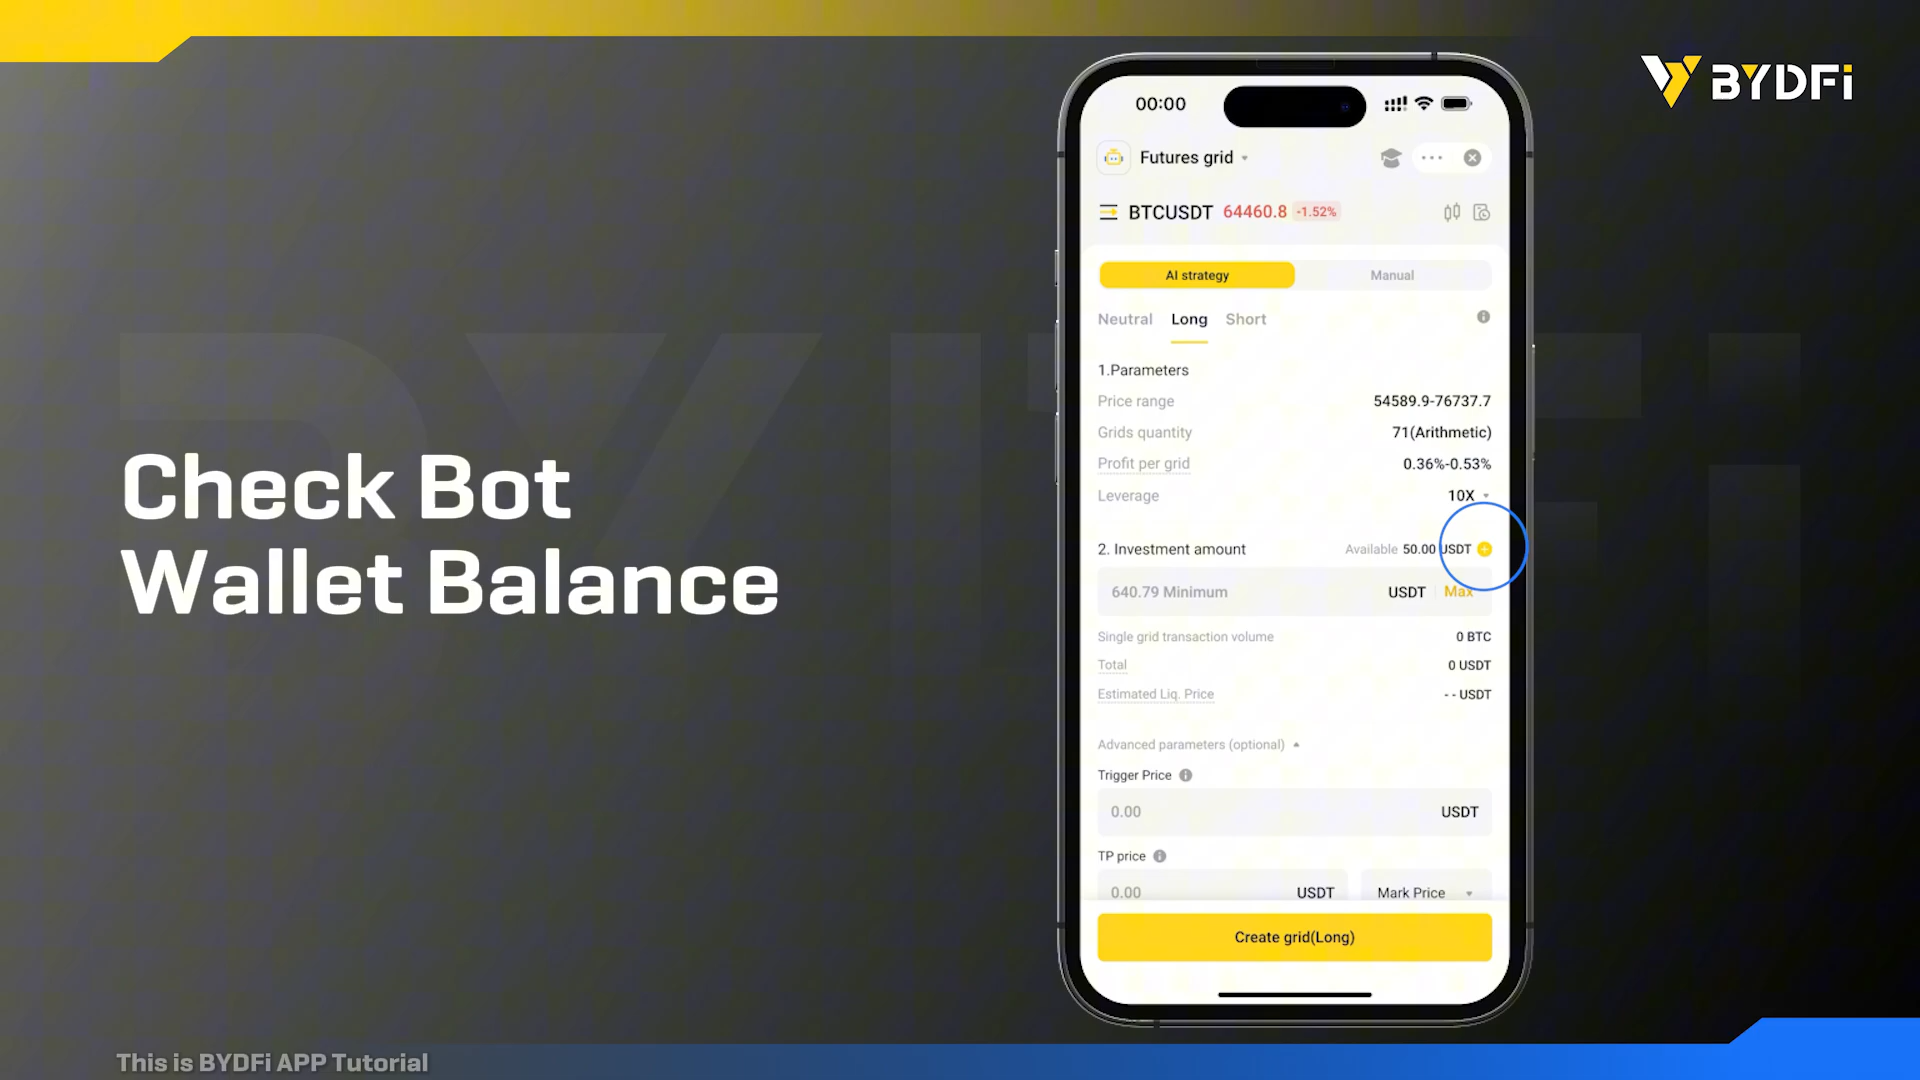 BYDFi
00:00
Futures grid
BTCUSDT 64460.8 -1.52%
AI strategy Manual
Neutral Long Short
1.Parameters
Price range 54589.9-76737.7
Grids quantity 71(Arithmetic)
Profit per grid 0.36%-0.53%
Leverage 10X
2. Investment amount Available 50.00 USDT
640.79 Minimum USDT Max
Single grid transaction volume 0 BTC
Total 0 USDT
Estimated Liq. Price - - USDT
Advanced parameters (optional)
Trigger Price
0.00 USDT
TP price
0.00 USDT Mark Price
Create grid(Long)
Check Bot
Wallet Balance
This is BYDFi APP Tutorial
BYDFi